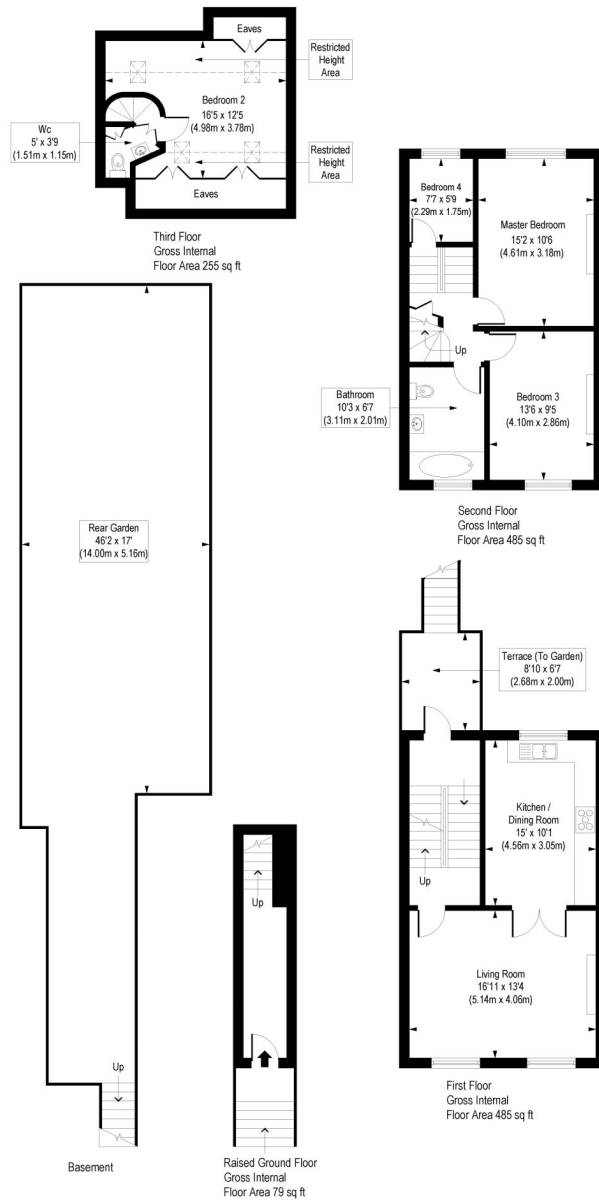 Eaves
Restricted
Height
Area
Bedroom 2
16'5 x 12'5
(4.98m x 3.78m)
Wc
5' x 3'9
(1.51m x 1.15m)
Restricted
Height
Area
Eaves
Third Floor
Gross Internal
Floor Area 255 sq ft
Bedroom 4
7'7 x 5'9
(2.29m x 1.75m)
Master Bedroom
15'2 x 10'6
(4.61m x 3.18m)
Up
Bathroom
10'3 x 6'7
(3.11m x 2.01m)
Bedroom 3
13'6 x 9'5
(4.10m x 2.86m)
Second Floor
Gross Internal
Floor Area 485 sq ft
Rear Garden
46'2 x 17'
(14.00m x 5.16m)
Up
Basement
Up
Raised Ground Floor
Gross Internal
Floor Area 79 sq ft
Terrace (To Garden)
8'10 x 6'7
(2.68m x 2.00m)
Kitchen /
Dining Room
15' x 10'1
(4.56m x 3.05m)
Up
Living Room
16'11 x 13'4
(5.14m x 4.06m)
First Floor
Gross Internal
Floor Area 485 sq ft